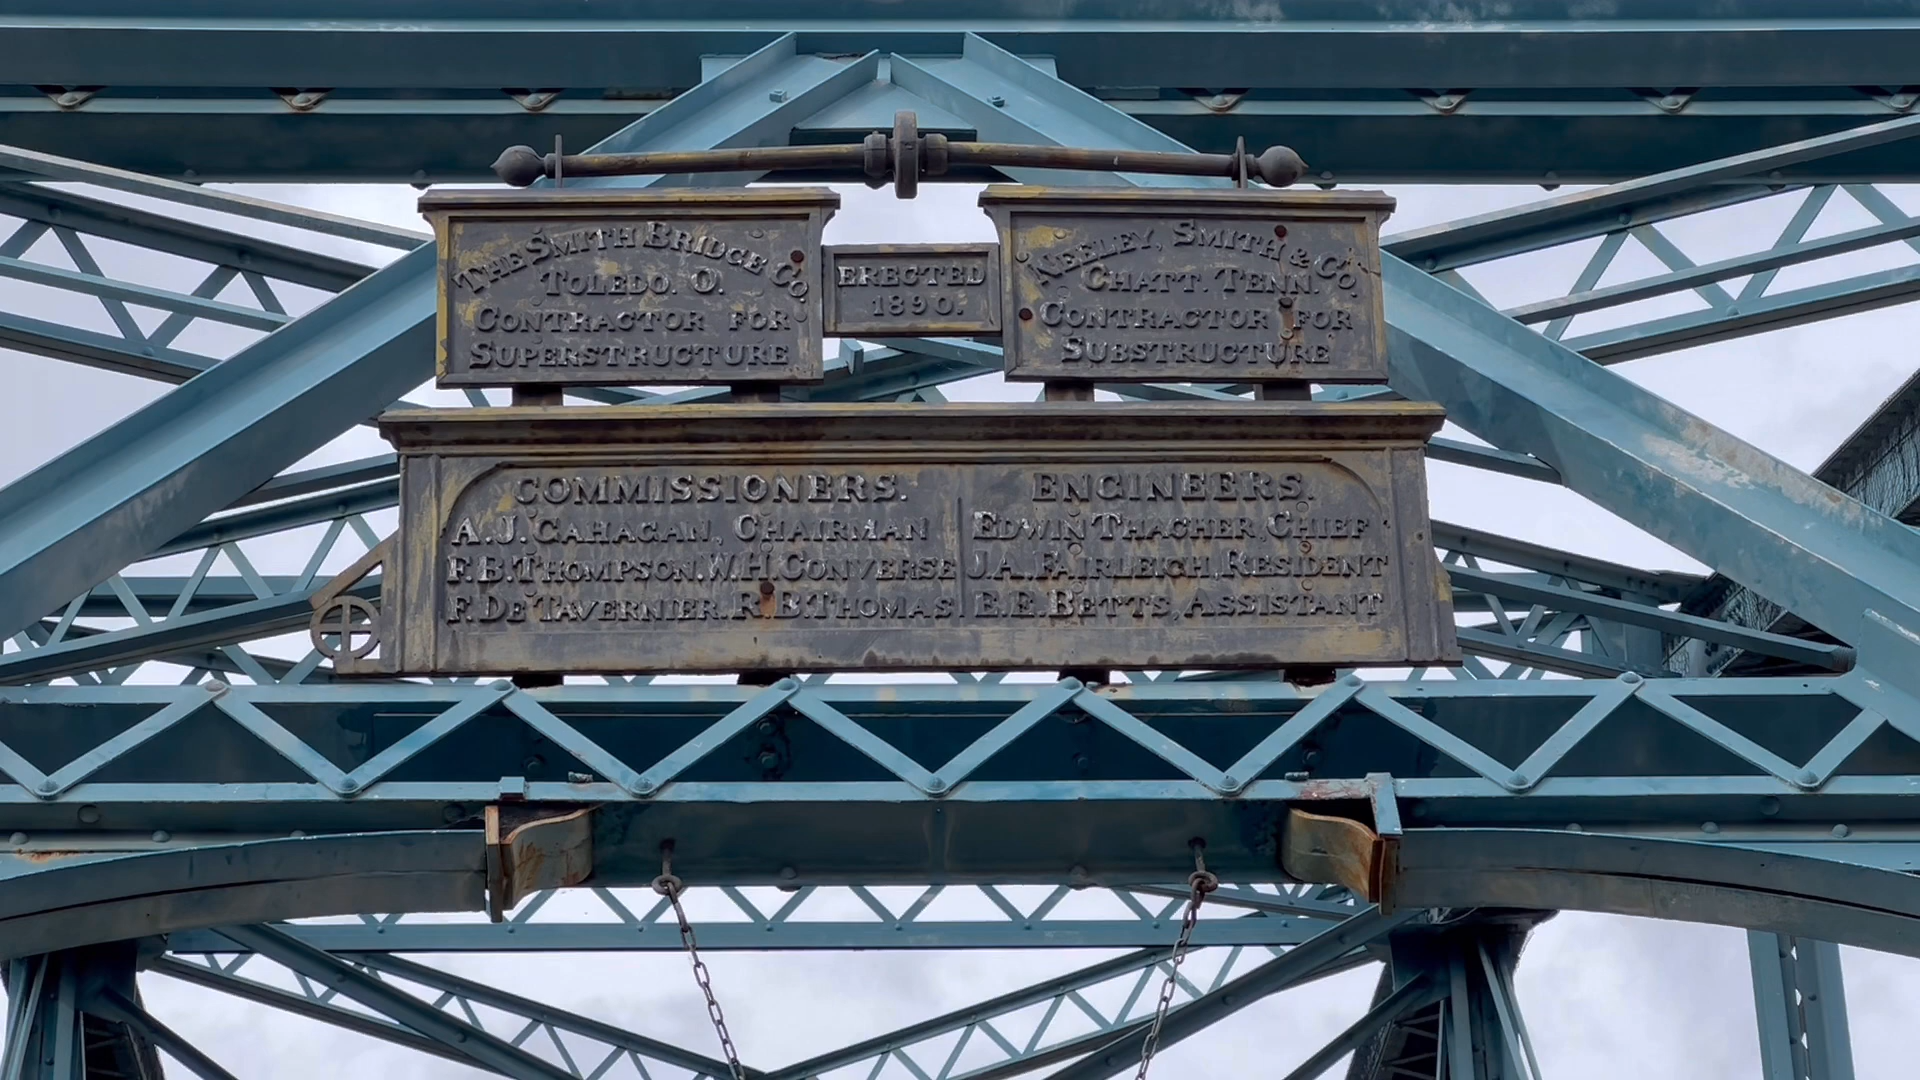 THE SMITH BRIDGE CO.
TOLEDO. O.
CONTRACTOR FOR
SUPERSTRUCTURE
ERECTED
1890.
NEELEY, SMITH & CO.
CHATT. TENN.
CONTRACTOR FOR
SUBSTRUCTURE
COMMISSIONERS.
A.J. GAHAGAN, CHAIRMAN
F.B. THOMPSON. W.H. CONVERSE
F. DE TAVERNIER. R.B. THOMAS
ENGINEERS.
EDWIN THACHER, CHIEF
J.A. FAIRLEIGH, RESIDENT
E.E. BETTS, ASSISTANT